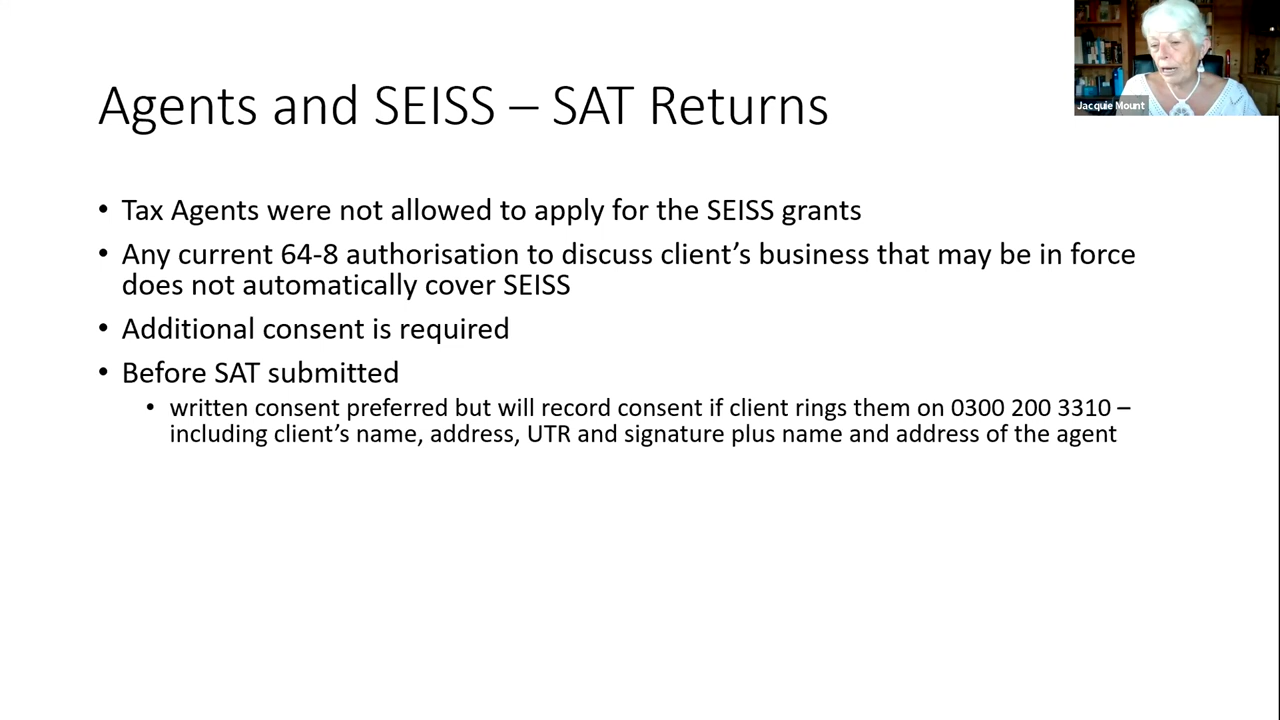 Agents and SEISS – SAT Returns
Jacquie Mount
• Tax Agents were not allowed to apply for the SEISS grants
• Any current 64-8 authorisation to discuss client’s business that may be in force
does not automatically cover SEISS
• Additional consent is required
• Before SAT submitted
• written consent preferred but will record consent if client rings them on 0300 200 3310 –
including client’s name, address, UTR and signature plus name and address of the agent